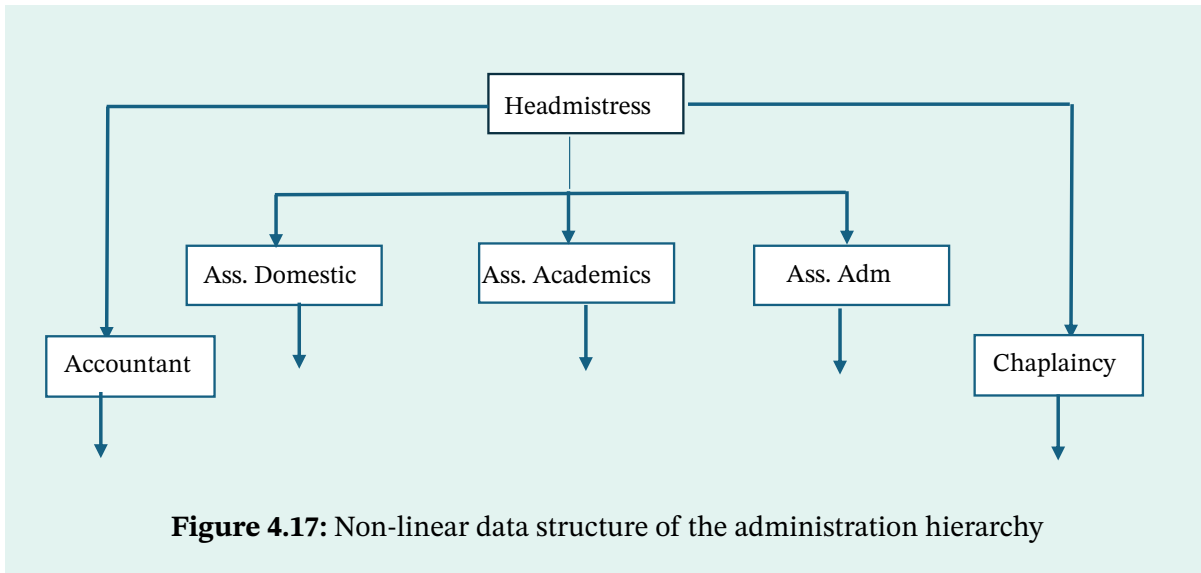 Headmistress
Ass. Domestic
Ass. Academics
Ass. Adm
Accountant
Chaplaincy
Figure 4.17: Non-linear data structure of the administration hierarchy